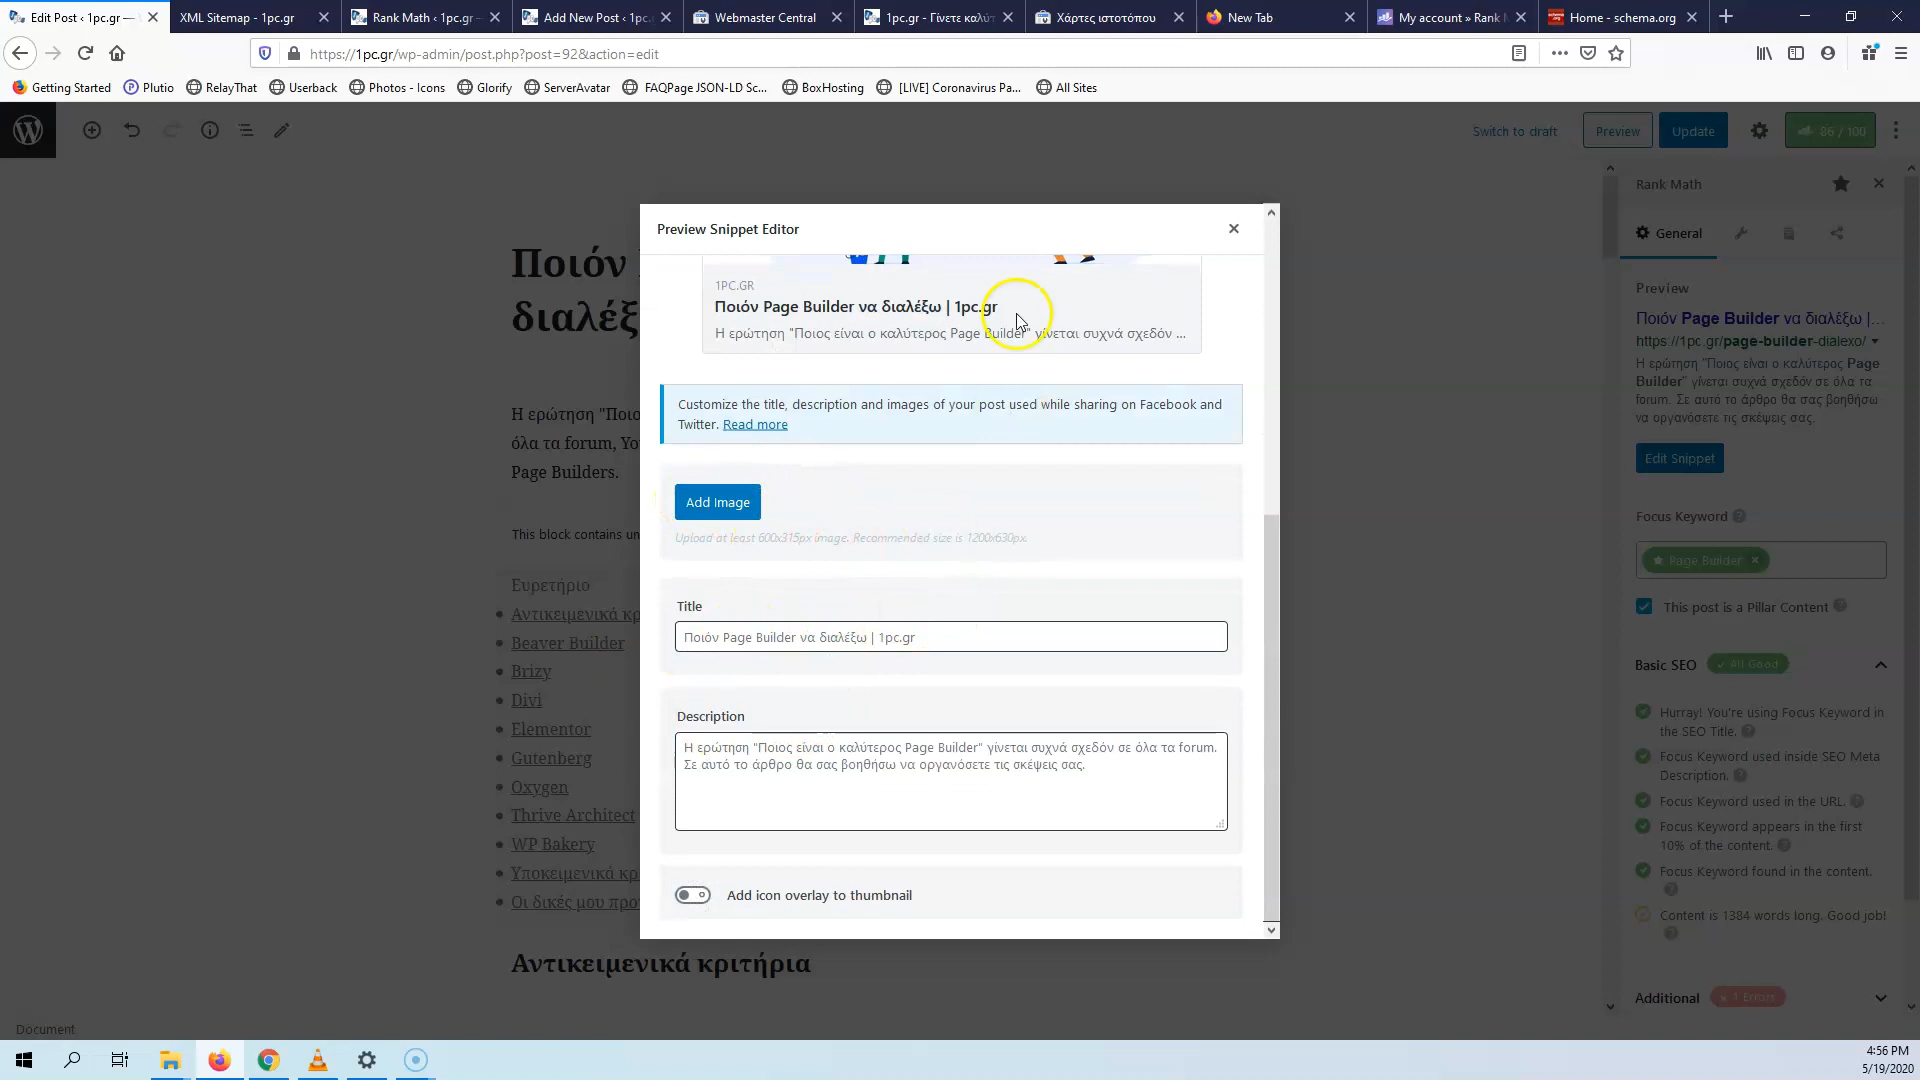 Edit Post ‹ 1pc.gr —
XML Sitemap - 1pc.gr
Rank Math ‹ 1pc.gr —
Add New Post ‹ 1pc.
Webmaster Central
1pc.gr - Γίνετε καλύτ
Χάρτες ιστοτόπου
New Tab
My account » Rank M
Home - schema.org
https://1pc.gr/wp-admin/post.php?post=92&action=edit
Getting Started
Plutio
RelayThat
Userback
Photos - Icons
Glorify
ServerAvatar
FAQPage JSON-LD Sc...
BoxHosting
[LIVE] Coronavirus Pa...
All Sites
Switch to draft
Preview
Update
86 / 100
Ποιόν
διαλέξ
Η ερώτηση "Ποιο
όλα τα forum, Yo
Page Builders.
This block contains un
Ευρετήριο
Αντικειμενικά κρ
Beaver Builder
Brizy
Divi
Elementor
Gutenberg
Oxygen
Thrive Architect
WP Bakery
Υποκειμενικά κρ
Οι δικές μου προ
Αντικειμενικά κριτήρια
Document
Preview Snippet Editor
1PC.GR
Ποιόν Page Builder να διαλέξω | 1pc.gr
Η ερώτηση "Ποιος είναι ο καλύτερος Page Builder" γίνεται συχνά σχεδόν ...
Customize the title, description and images of your post used while sharing on Facebook and
Twitter. Read more
Add Image
Upload at least 600x315px image. Recommended size is 1200x630px.
Title
Ποιόν Page Builder να διαλέξω | 1pc.gr
Description
Η ερώτηση "Ποιος είναι ο καλύτερος Page Builder" γίνεται συχνά σχεδόν σε όλα τα forum.
Σε αυτό το άρθρο θα σας βοηθήσω να οργανόσετε τις σκέψεις σας.
Add icon overlay to thumbnail
Rank Math
General
Preview
Ποιόν Page Builder να διαλέξω |...
https://1pc.gr/page-builder-dialexo/
Η ερώτηση "Ποιος είναι ο καλύτερος Page
Builder" γίνεται συχνά σχεδόν σε όλα τα
forum. Σε αυτό το άρθρο θα σας βοηθήσω
να οργανόσετε τις σκέψεις σας.
Edit Snippet
Focus Keyword
Page Builder
This post is a Pillar Content
Basic SEO
All Good
Hurray! You're using Focus Keyword in
the SEO Title.
Focus Keyword used inside SEO Meta
Description.
Focus Keyword used in the URL.
Focus Keyword appears in the first
10% of the content.
Focus Keyword found in the content.
Content is 1384 words long. Good job!
Additional
1 Errors
4:56 PM
5/19/2020